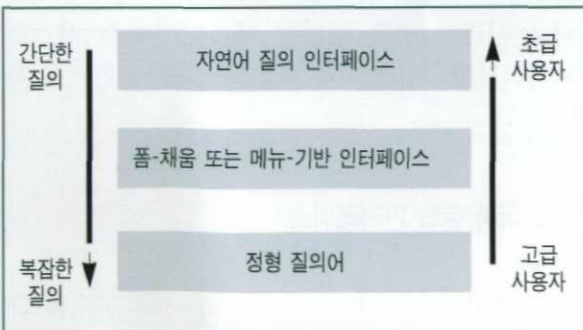 간단한
질의
자연어 질의 인터페이스
초급
사용자
폼-채움 또는 메뉴-기반 인터페이스
복잡한
질의
정형 질의어
고급
사용자